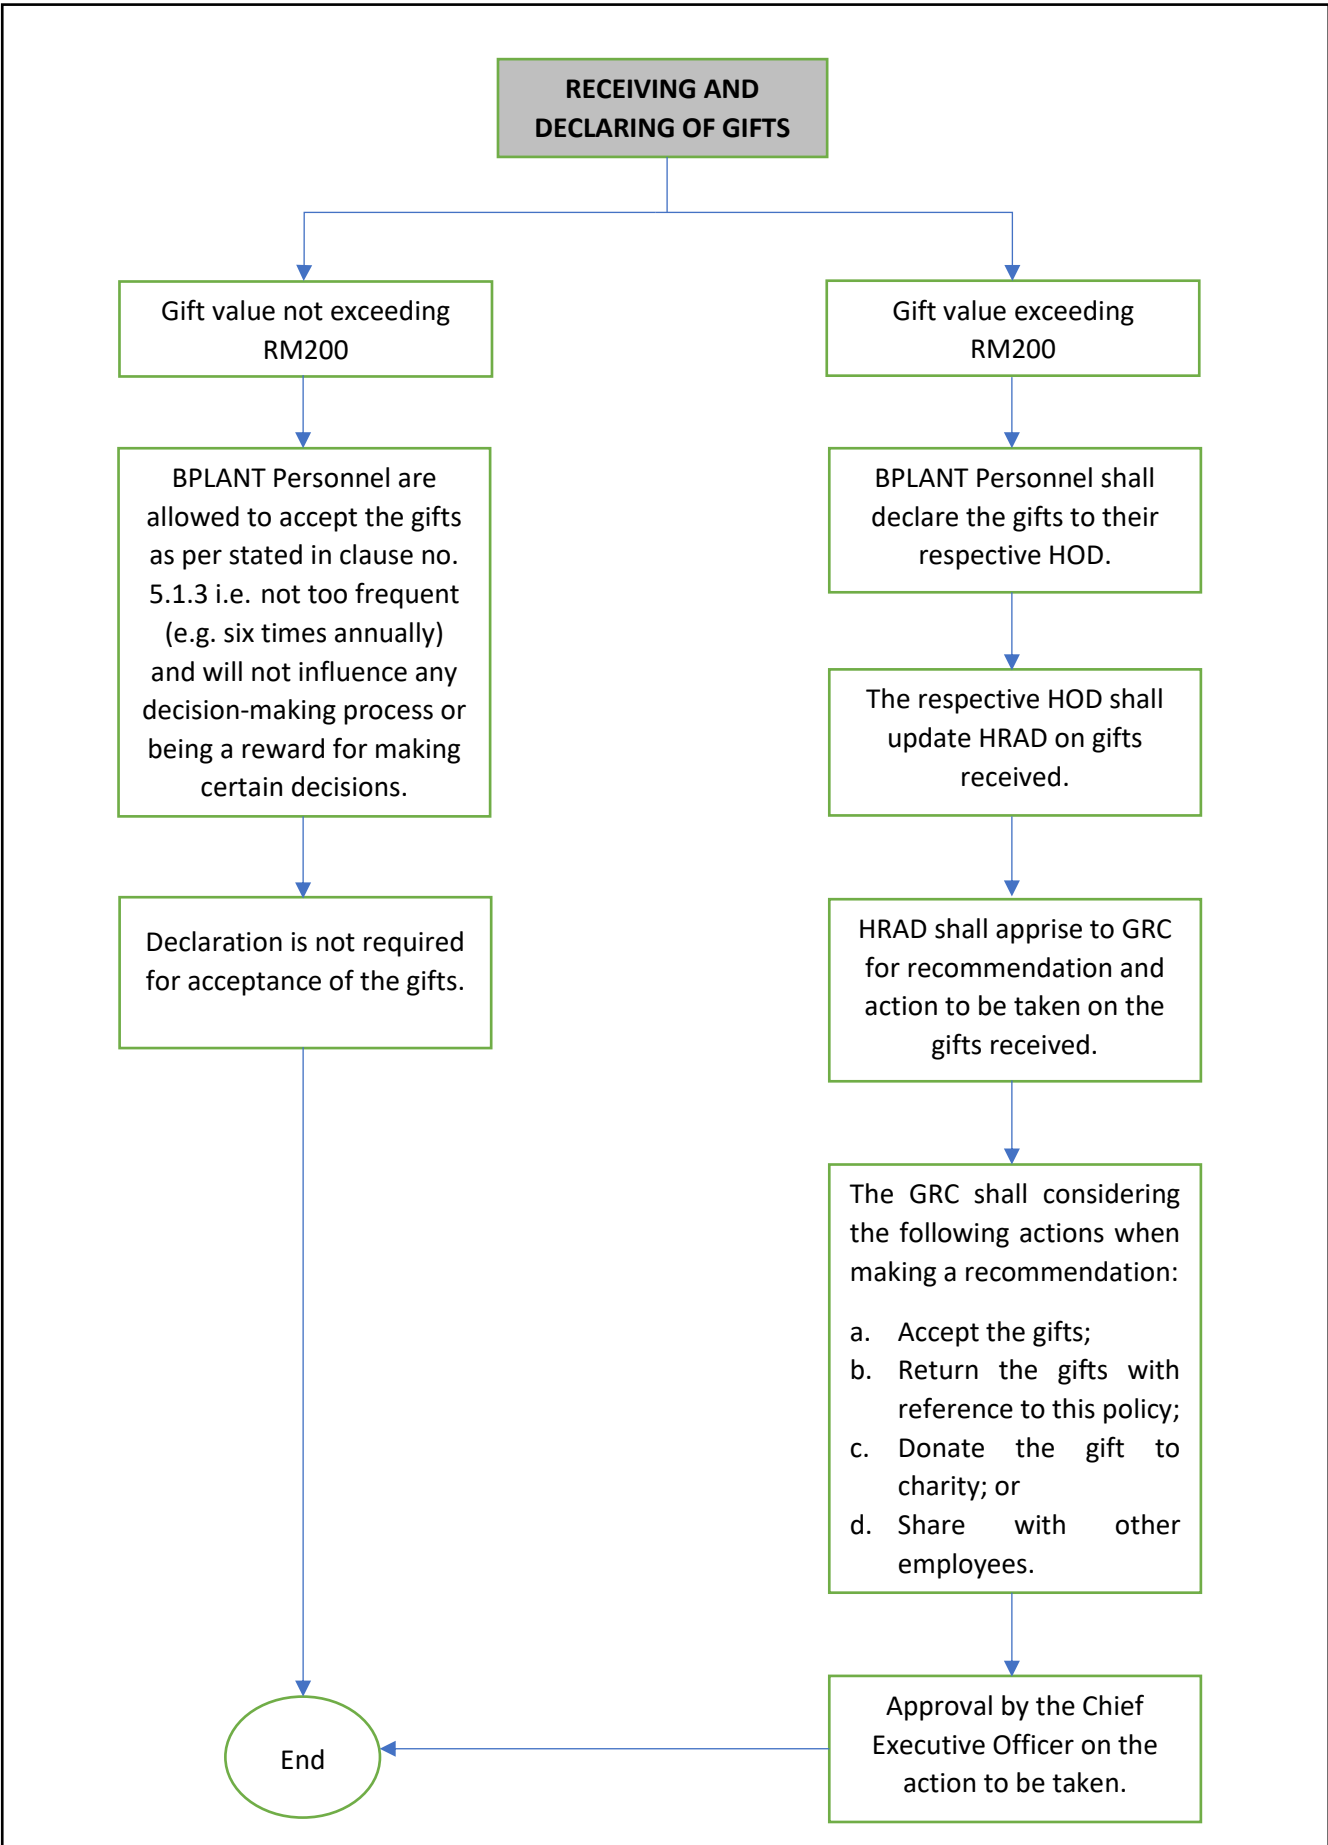 RECEIVING AND
DECLARING OF GIFTS
Gift value not exceeding
RM200
BPLANT Personnel are
allowed to accept the gifts
as per stated in clause no.
5.1.3 i.e. not too frequent
(e.g. six times annually)
and will not influence any
decision-making process or
being a reward for making
certain decisions.
Declaration is not required
for acceptance of the gifts.
Gift value exceeding
RM200
BPLANT Personnel shall
declare the gifts to their
respective HOD.
The respective HOD shall
update HRAD on gifts
received.
HRAD shall apprise to GRC
for recommendation and
action to be taken on the
gifts received.
The GRC shall considering
the following actions when
making a recommendation:
a. Accept the gifts;
b. Return the gifts with
reference to this policy;
c. Donate the gift to
charity; or
d. Share with other
employees.
Approval by the Chief
Executive Officer on the
action to be taken.
End